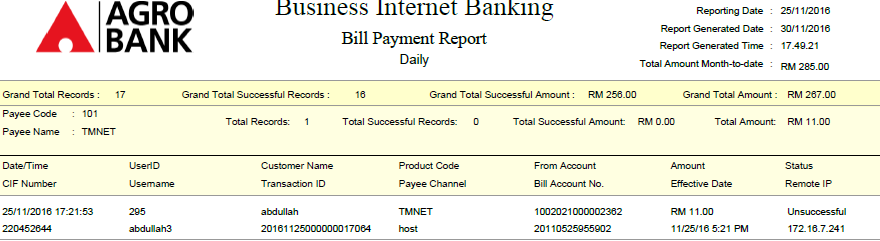 AGRO
BANK
Business Internet Banking
Bill Payment Report
Daily
Reporting Date : 25/11/2016
Report Generated Date : 30/11/2016
Report Generated Time : 17.49.21
Total Amount Month-to-date : RM 285.00
Grand Total Records : 17 Grand Total Successful Records : 16 Grand Total Successful Amount : RM 256.00 Grand Total Amount : RM 267.00
Payee Code : 101
Payee Name : TMNET
Total Records: 1 Total Successful Records: 0 Total Successful Amount: RM 0.00 Total Amount: RM 11.00
Date/Time UserID Customer Name Product Code From Account Amount Status
CIF Number Username Transaction ID Payee Channel Bill Account No. Effective Date Remote IP
25/11/2016 17:21:53 295 abdullah TMNET 1002021000002362 RM 11.00 Unsuccessful
220452644 abdullah3 20161125000000017064 host 20110525955902 11/25/16 5:21 PM 172.16.7.241